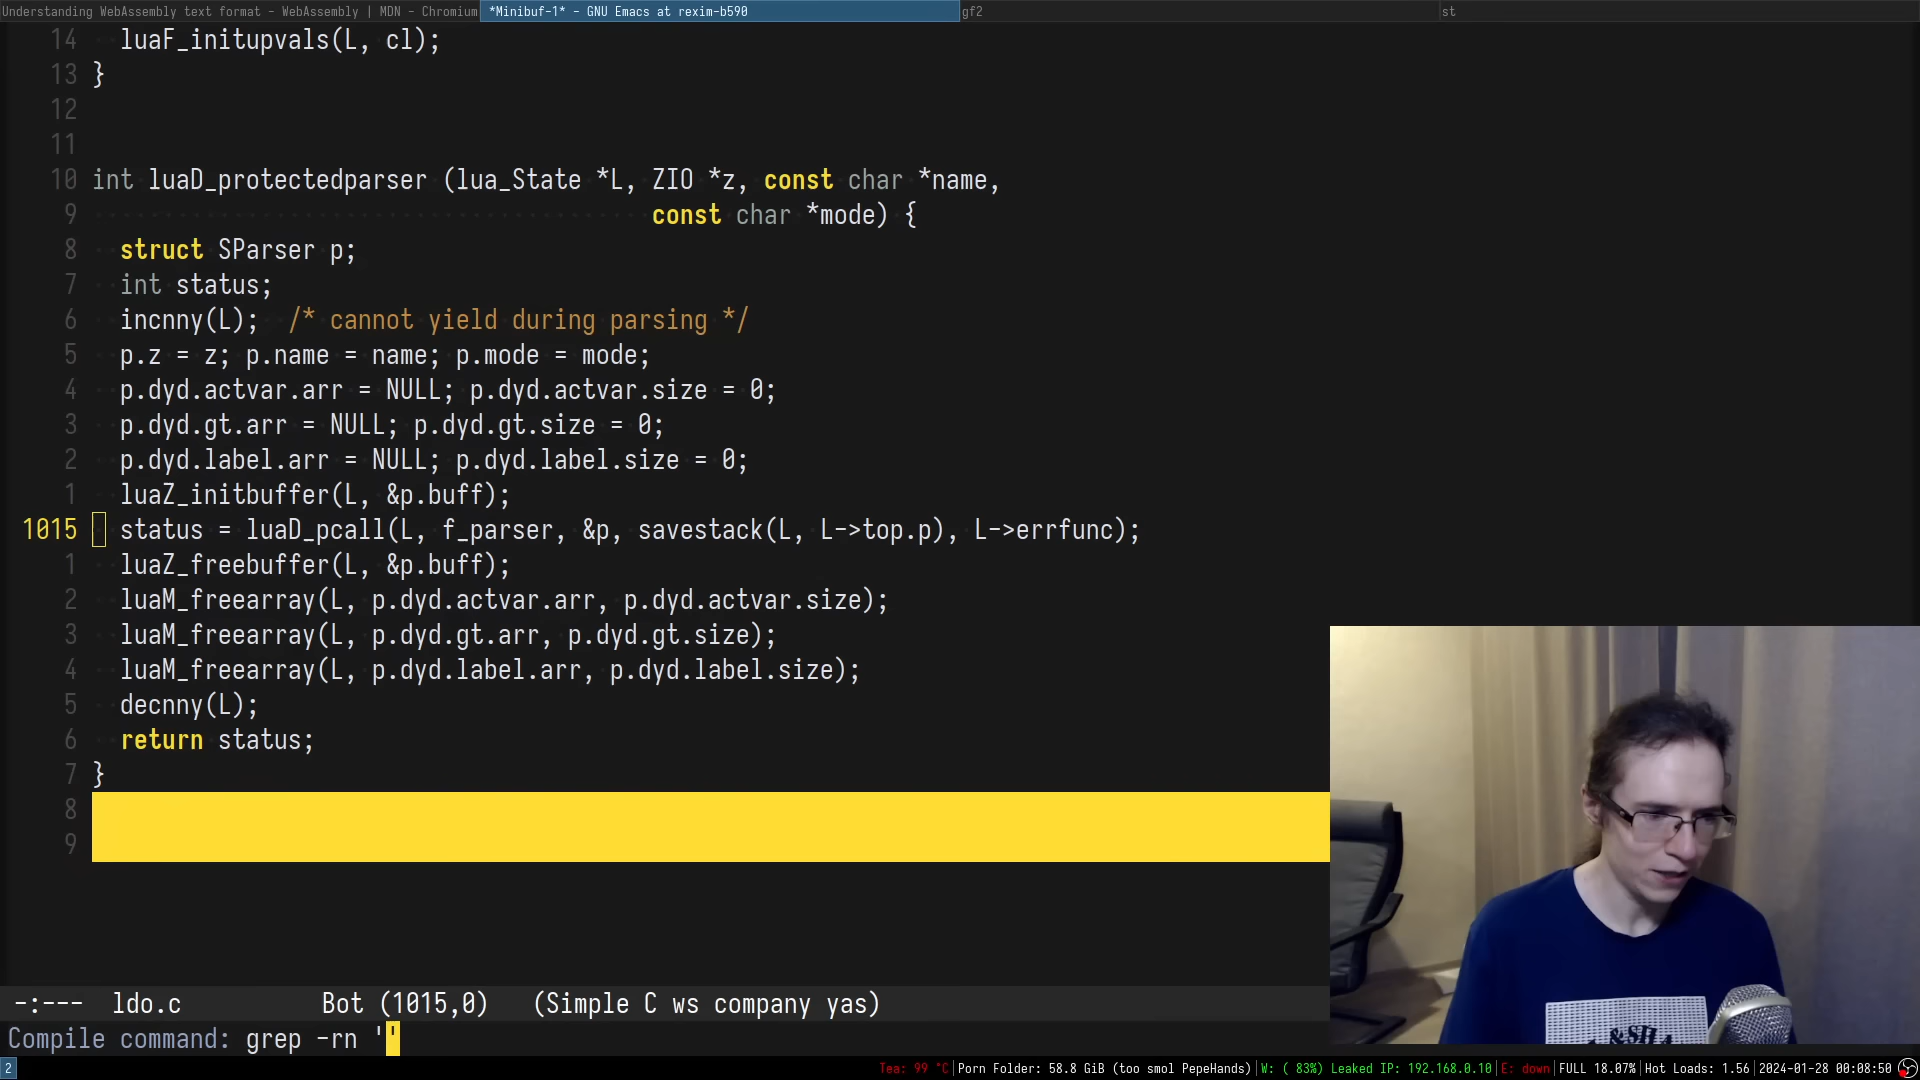 Understanding WebAssembly text format - WebAssembly | MDN - Chromium
*Minibuf-1* - GNU Emacs at rexim-b590
gf2
st
14 luaF_initupvals(L, cl);
13 }
12
11
10 int luaD_protectedparser (lua_State *L, ZIO *z, const char *name,
9 const char *mode) {
8 struct SParser p;
7 int status;
6 incnny(L);  /* cannot yield during parsing */
5 p.z = z; p.name = name; p.mode = mode;
4 p.dyd.actvar.arr = NULL; p.dyd.actvar.size = 0;
3 p.dyd.gt.arr = NULL; p.dyd.gt.size = 0;
2 p.dyd.label.arr = NULL; p.dyd.label.size = 0;
1 luaZ_initbuffer(L, &p.buff);
1015 status = luaD_pcall(L, f_parser, &p, savestack(L, L->top.p), L->errfunc);
1 luaZ_freebuffer(L, &p.buff);
2 luaM_freearray(L, p.dyd.actvar.arr, p.dyd.actvar.size);
3 luaM_freearray(L, p.dyd.gt.arr, p.dyd.gt.size);
4 luaM_freearray(L, p.dyd.label.arr, p.dyd.label.size);
5 decnny(L);
6 return status;
7 }
8
9
-:--- ldo.c Bot (1015,0) (Simple C ws company yas)
Compile command: grep -rn ''
2
Tea: 99 °C|Porn Folder: 58.8 GiB (too smol PepeHands)|W: ( 83%) Leaked IP: 192.168.0.10|E: down|FULL 18.07%|Hot Loads: 1.56|2024-01-28 00:08:50